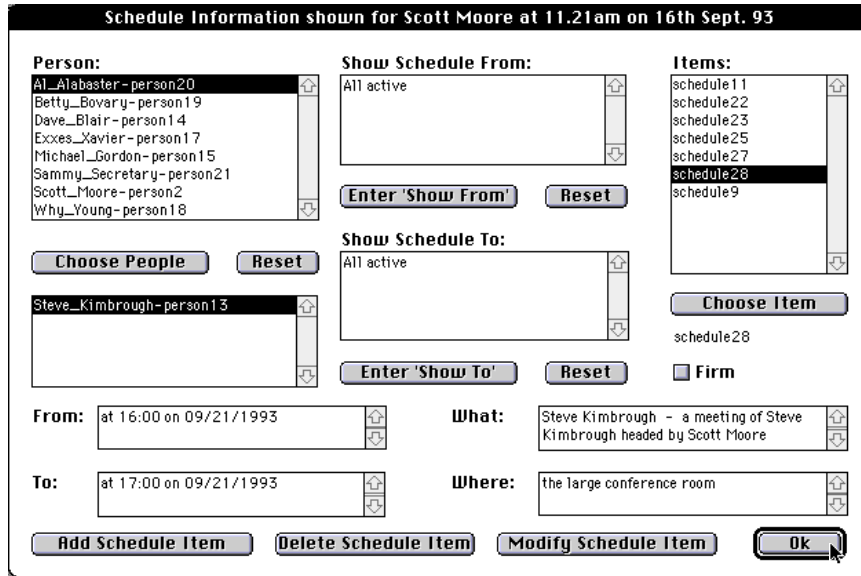 Schedule Information shown for Scott Moore at 11.21am on 16th Sept. 93
Person:
Al_Alabaster-person20
Betty_Bovary-person19
Dave_Blair-person14
Exxes_Xavier-person17
Michael_Gordon-person15
Sammy_Secretary-person21
Scott_Moore-person2
Why_Young-person18
Choose People
Reset
Steve_Kimbrough-person13
Show Schedule From:
All active
Enter 'Show From'
Reset
Show Schedule To:
All active
Enter 'Show To'
Reset
Items:
schedule11
schedule22
schedule23
schedule25
schedule27
schedule28
schedule9
Choose Item
schedule28
Firm
From:
at 16:00 on 09/21/1993
What:
Steve Kimbrough - a meeting of Steve
Kimbrough headed by Scott Moore
To:
at 17:00 on 09/21/1993
Where:
the large conference room
Add Schedule Item
Delete Schedule Item
Modify Schedule Item
Ok